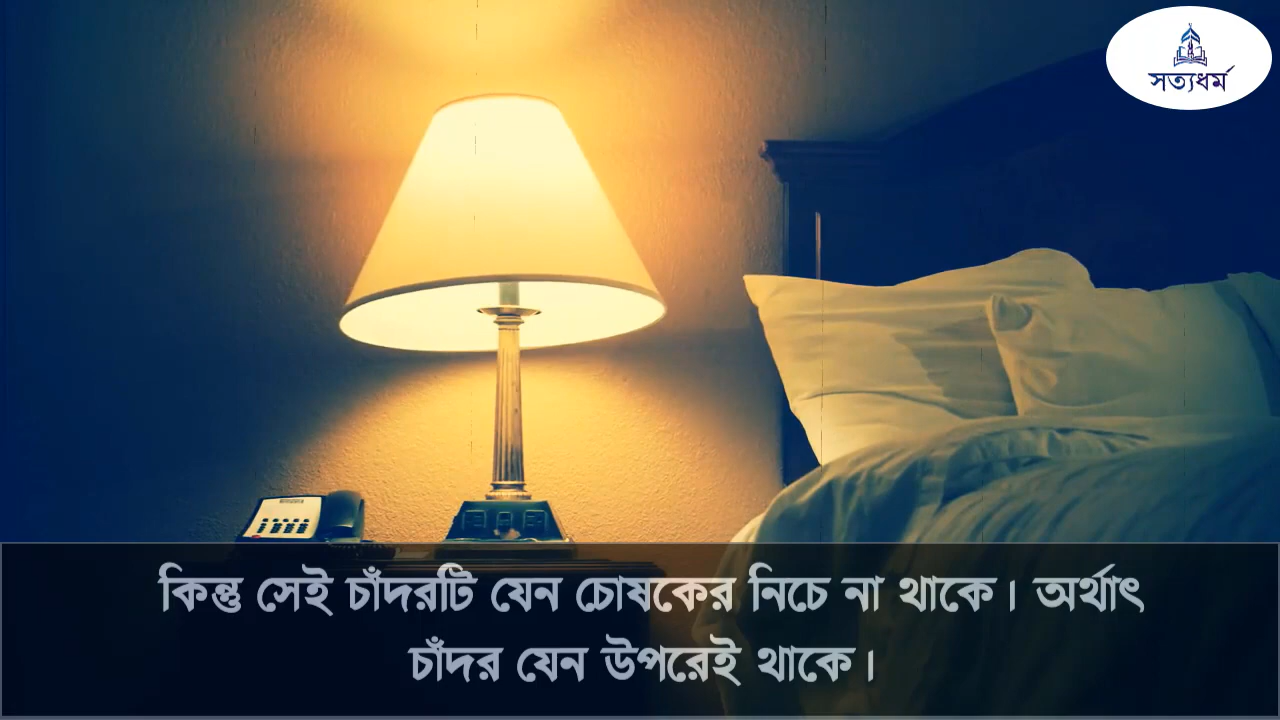 সত্যধর্ম
কিন্তু সেই চাঁদরটি যেন চোষকের নিচে না থাকে। অর্থাৎ
চাঁদর যেন উপরেই থাকে।